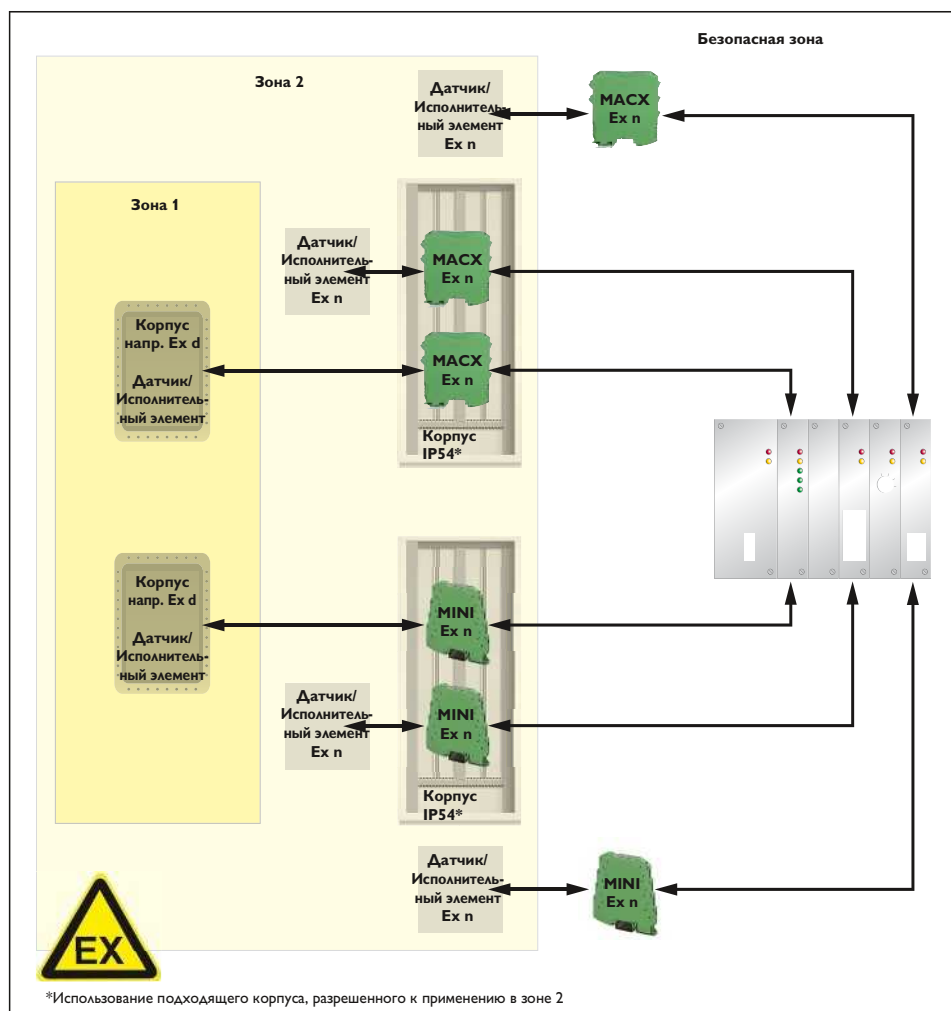 Безопасная зона
Зона 2
Датчик/
Исполнитель-
ный элемент
Ex n
MACX
Ex n
Зона 1
Датчик/
Исполнитель-
ный элемент
Ex n
MACX
Ex n
Корпус
напр. Ex d
Датчик/
Исполнитель-
ный элемент
MACX
Ex n
Корпус
IP54*
Корпус
напр. Ex d
Датчик/
Исполнитель-
ный элемент
MINI
Ex n
Датчик/
Исполнитель-
ный элемент
Ex n
MINI
Ex n
Корпус
IP54*
Датчик/
Исполнитель-
ный элемент
Ex n
MINI
Ex n
EX
*Использование подходящего корпуса, разрешенного к применению в зоне 2